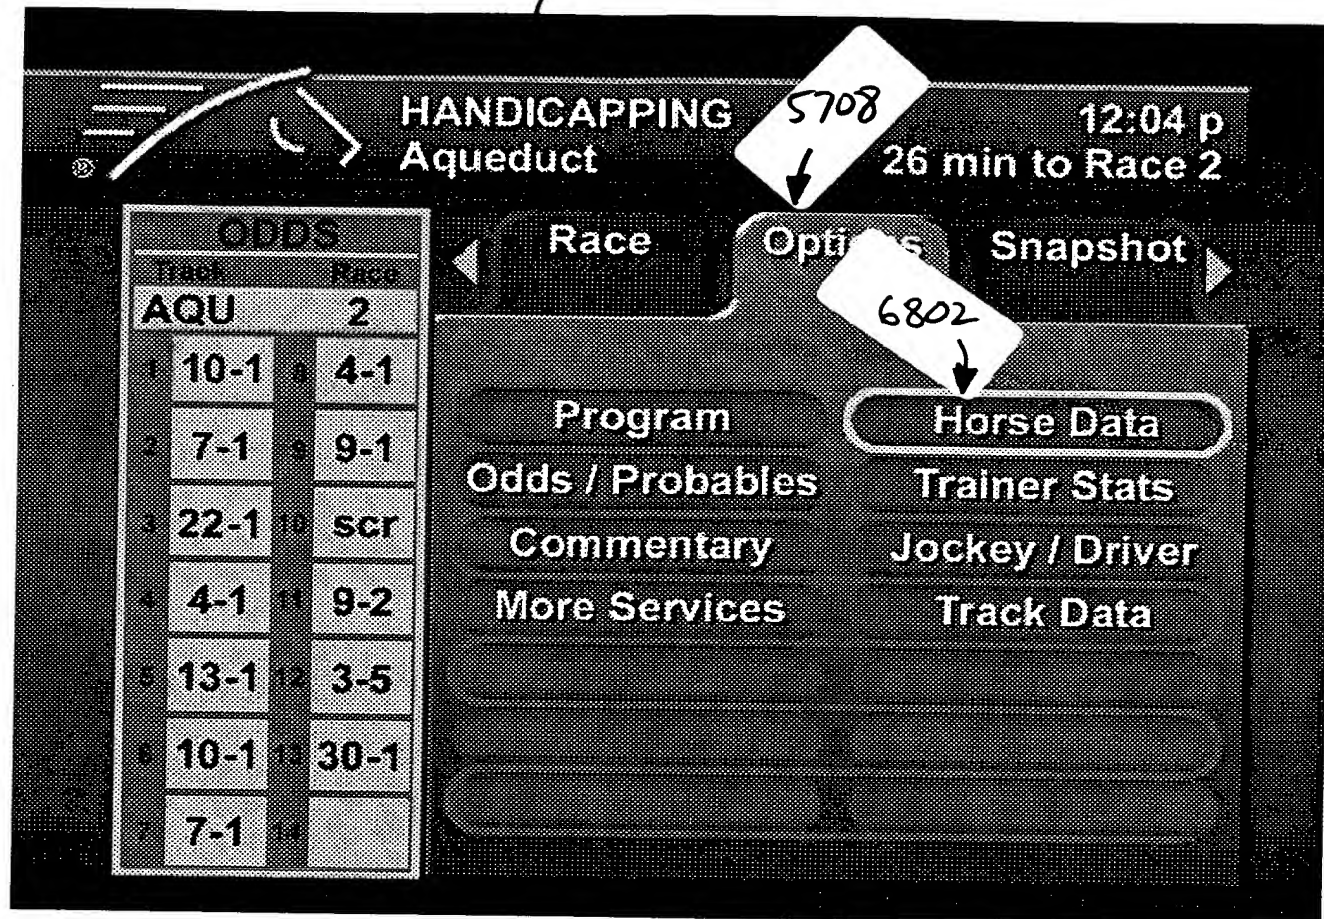 HANDICAPPING
Aqueduct
5708
12:04 p
26 min to Race 2
®
ODDS
Track Race
AQU 2
1 10-1 8 4-1
2 7-1 9 9-1
3 22-1 10 scr
4 4-1 11 9-2
5 13-1 12 3-5
6 10-1 13 30-1
7 7-1 14
Race
Snapshot
6802
Program
Horse Data
Odds / Probables
Trainer Stats
Commentary
Jockey / Driver
More Services
Track Data